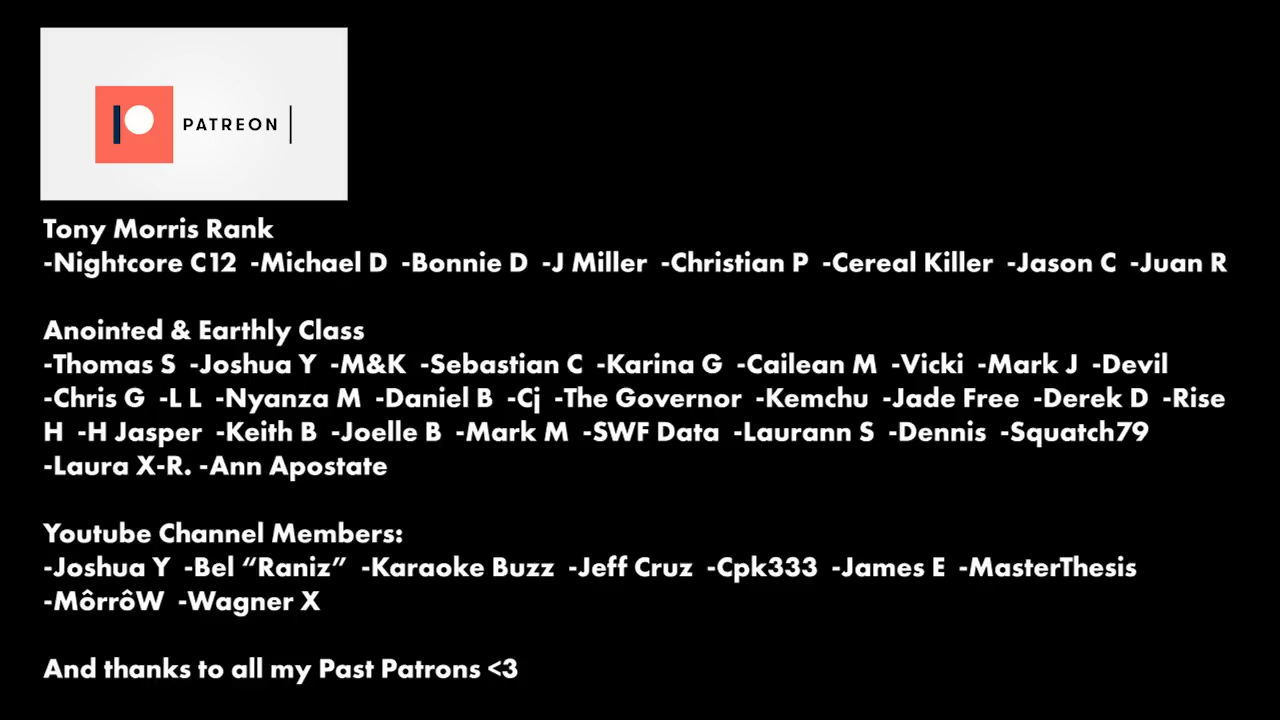 PATREON
Tony Morris Rank
-Nightcore C12 -Michael D -Bonnie D -J Miller -Christian P -Cereal Killer -Jason C -Juan R
Anointed & Earthly Class
-Thomas S -Joshua Y -M&K -Sebastian C -Karina G -Cailean M -Vicki -Mark J -Devil
-Chris G -L L -Nyanza M -Daniel B -Cj -The Governor -Kemchu -Jade Free -Derek D -Rise
H -H Jasper -Keith B -Joelle B -Mark M -SWF Data -Laurann S -Dennis -Squatch79
-Laura X-R. -Ann Apostate
Youtube Channel Members:
-Joshua Y -Bel “Raniz” -Karaoke Buzz -Jeff Cruz -Cpk333 -James E -MasterThesis
-MôrrôW -Wagner X
And thanks to all my Past Patrons <3